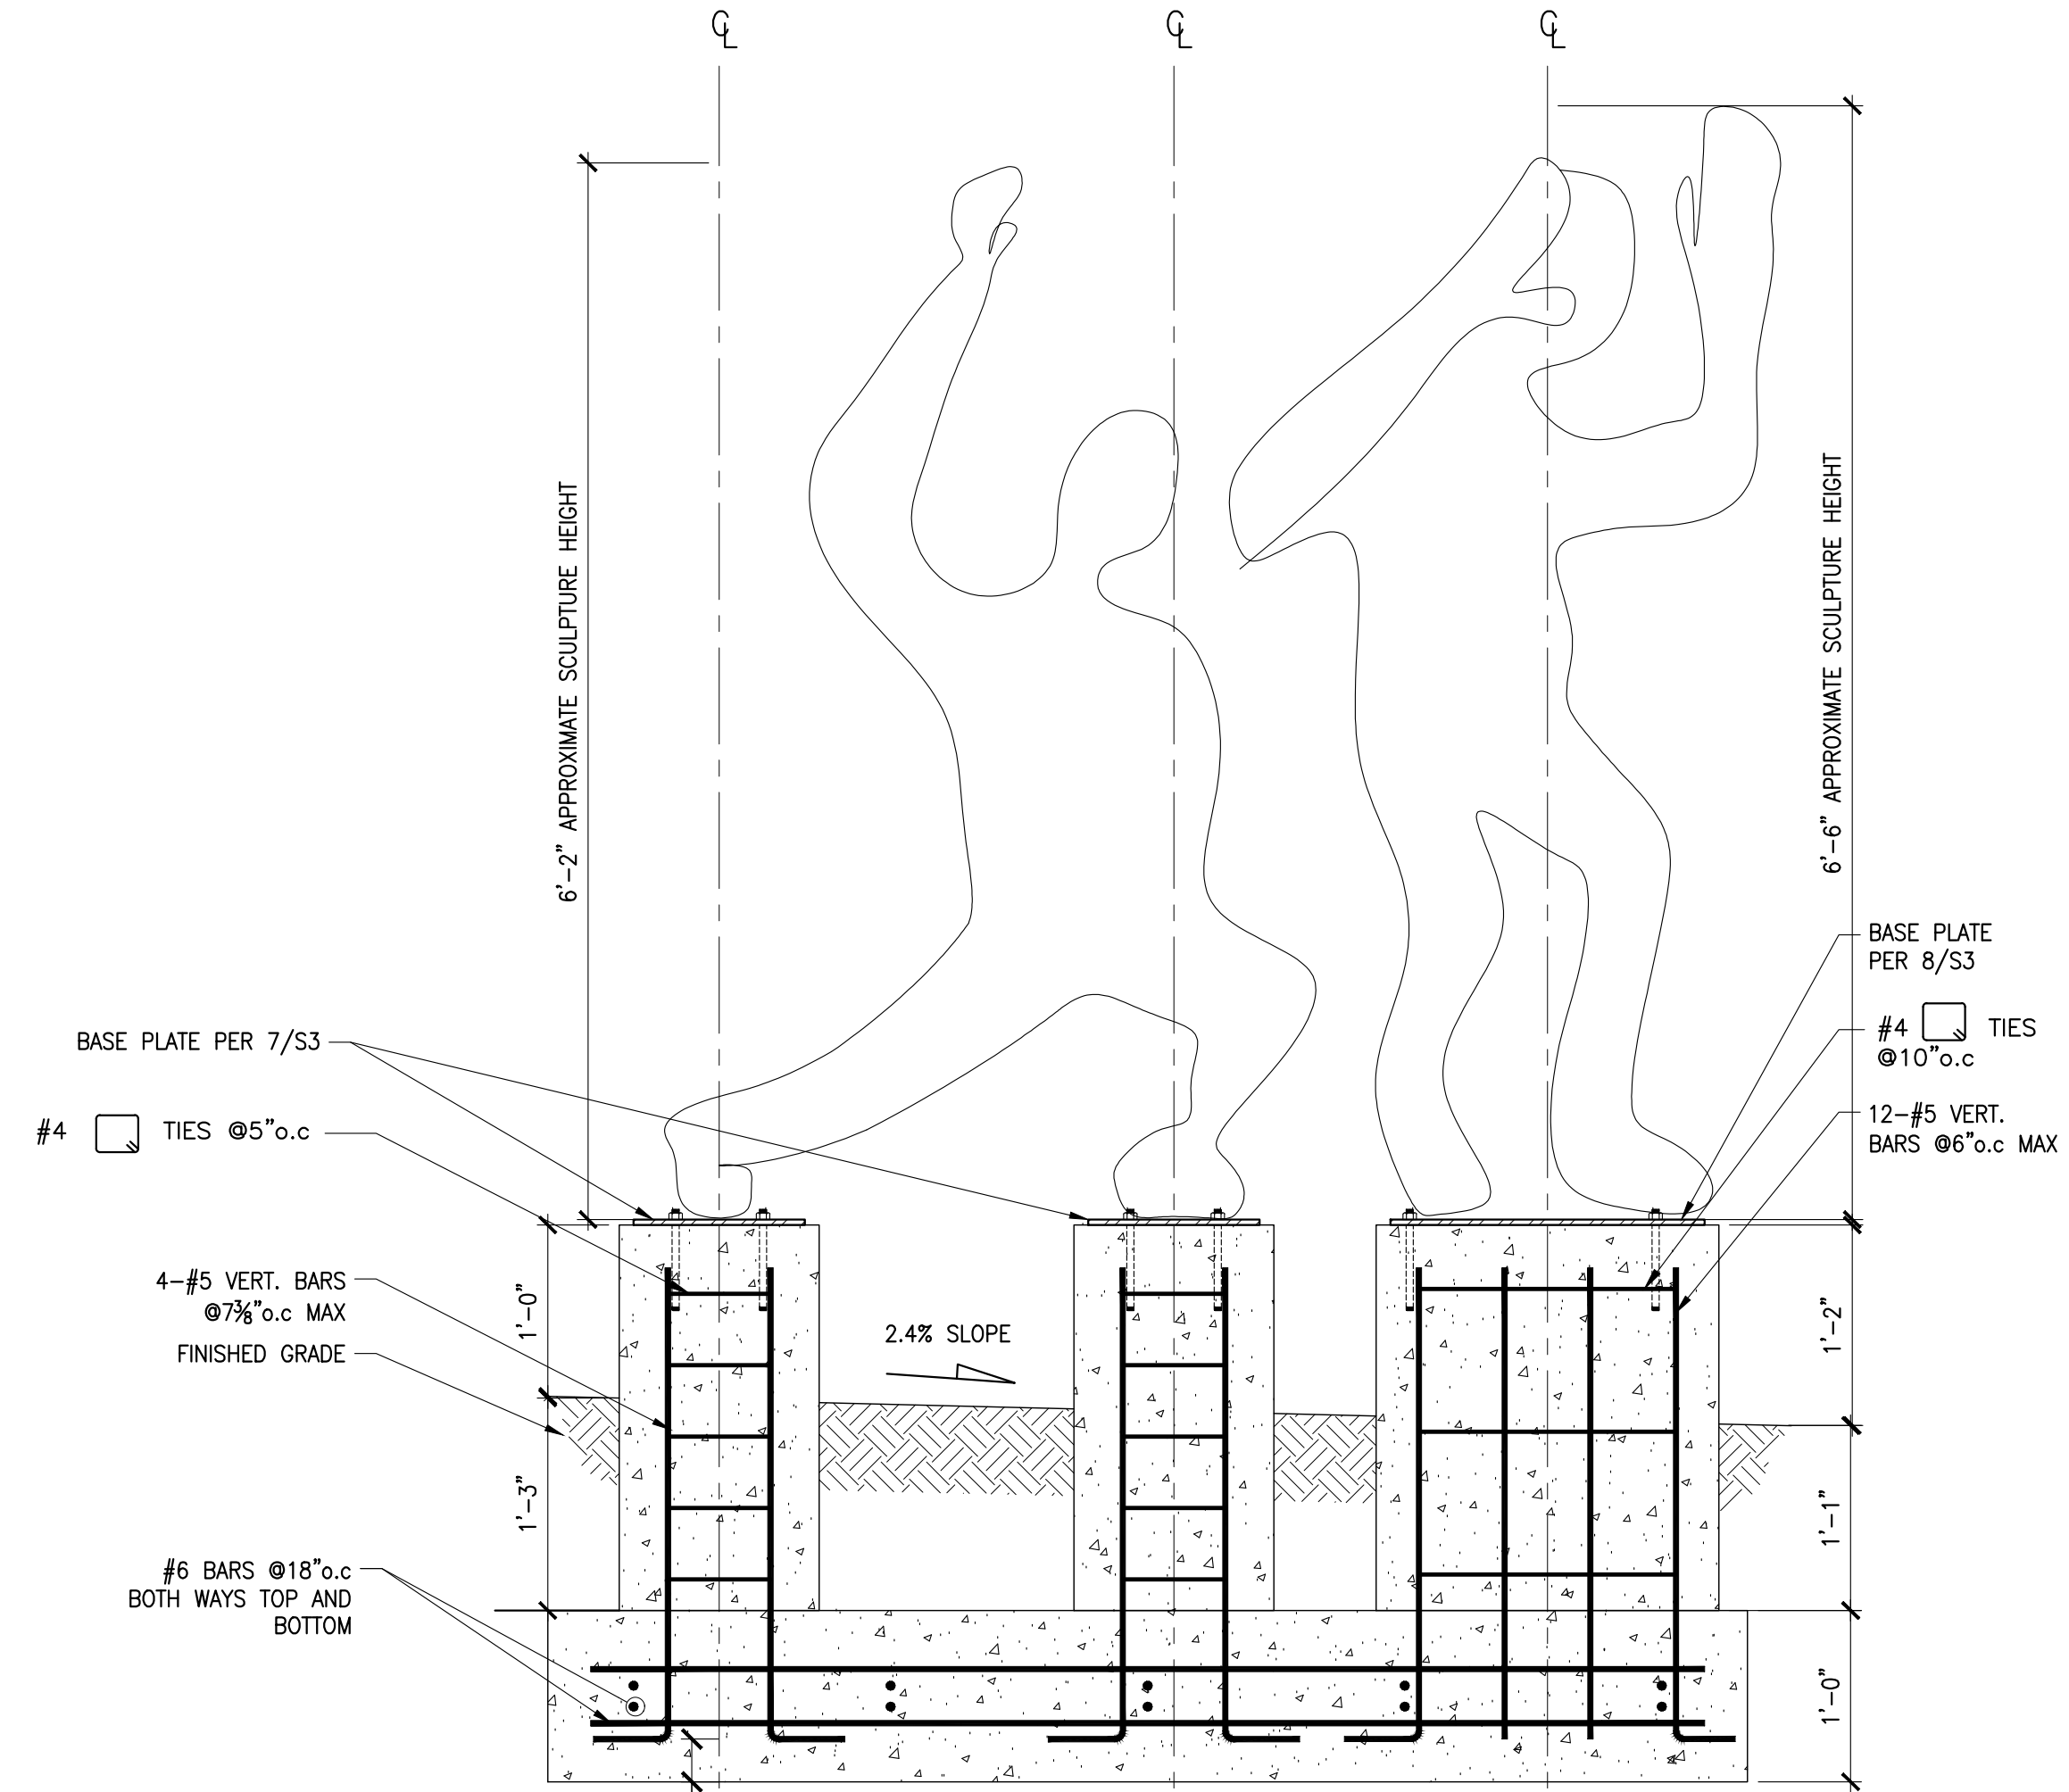 CL
CL
CL
6'-2" APPROXIMATE SCULPTURE HEIGHT
6'-6" APPROXIMATE SCULPTURE HEIGHT
BASE PLATE
PER 8/S3
#4 TIES
@10"o.c
12-#5 VERT.
BARS @6"o.c MAX
BASE PLATE PER 7/S3
#4 TIES @5"o.c
4-#5 VERT. BARS
@7⅜"o.c MAX
FINISHED GRADE
#6 BARS @18"o.c
BOTH WAYS TOP AND
BOTTOM
1'-0"
1'-3"
2.4% SLOPE
1'-2"
1'-1"
1'-0"